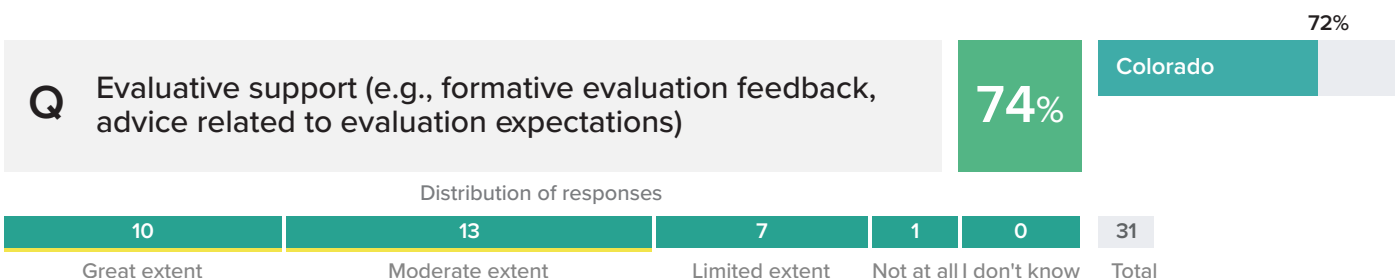 72%
Q Evaluative support (e.g., formative evaluation feedback,
advice related to evaluation expectations)
74%
Colorado
Distribution of responses
10 13 7 1 0 31
Great extent Moderate extent Limited extent Not at all I don't know Total